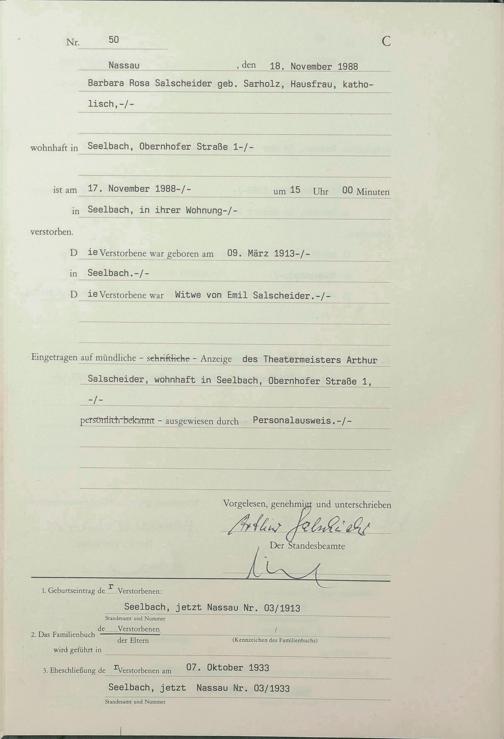 Nr. 50 C
Nassau , den 18. November 1988
Barbara Rosa Salscheider geb. Sarholz, Hausfrau, katho-
lisch,-/-
wohnhaft in Seelbach, Obernhofer Straße 1-/-
ist am 17. November 1988-/- um 15 Uhr 00 Minuten
in Seelbach, in ihrer Wohnung-/-
verstorben.
D ie Verstorbene war geboren am 09. März 1913-/-
in Seelbach.-/-
D ie Verstorbene war Witwe von Emil Salscheider.-/-
Eingetragen auf mündliche – schriftliche – Anzeige des Theatermeisters Arthur
Salscheider, wohnhaft in Seelbach, Obernhofer Straße 1,
-/-
persönlich bekannt – ausgewiesen durch Personalausweis.-/-
Vorgelesen, genehmigt und unterschrieben
Arthur Salscheider
Der Standesbeamte
1. Geburtseintrag de r Verstorbenen:
Seelbach, jetzt Nassau Nr. 03/1913
Standesamt und Nummer
de Verstorbenen /
2. Das Familienbuch
der Eltern (Kennzeichen des Familienbuchs)
wird geführt in
3. Eheschließung de r Verstorbenen am 07. Oktober 1933
Seelbach, jetzt Nassau Nr. 03/1933
Standesamt und Nummer